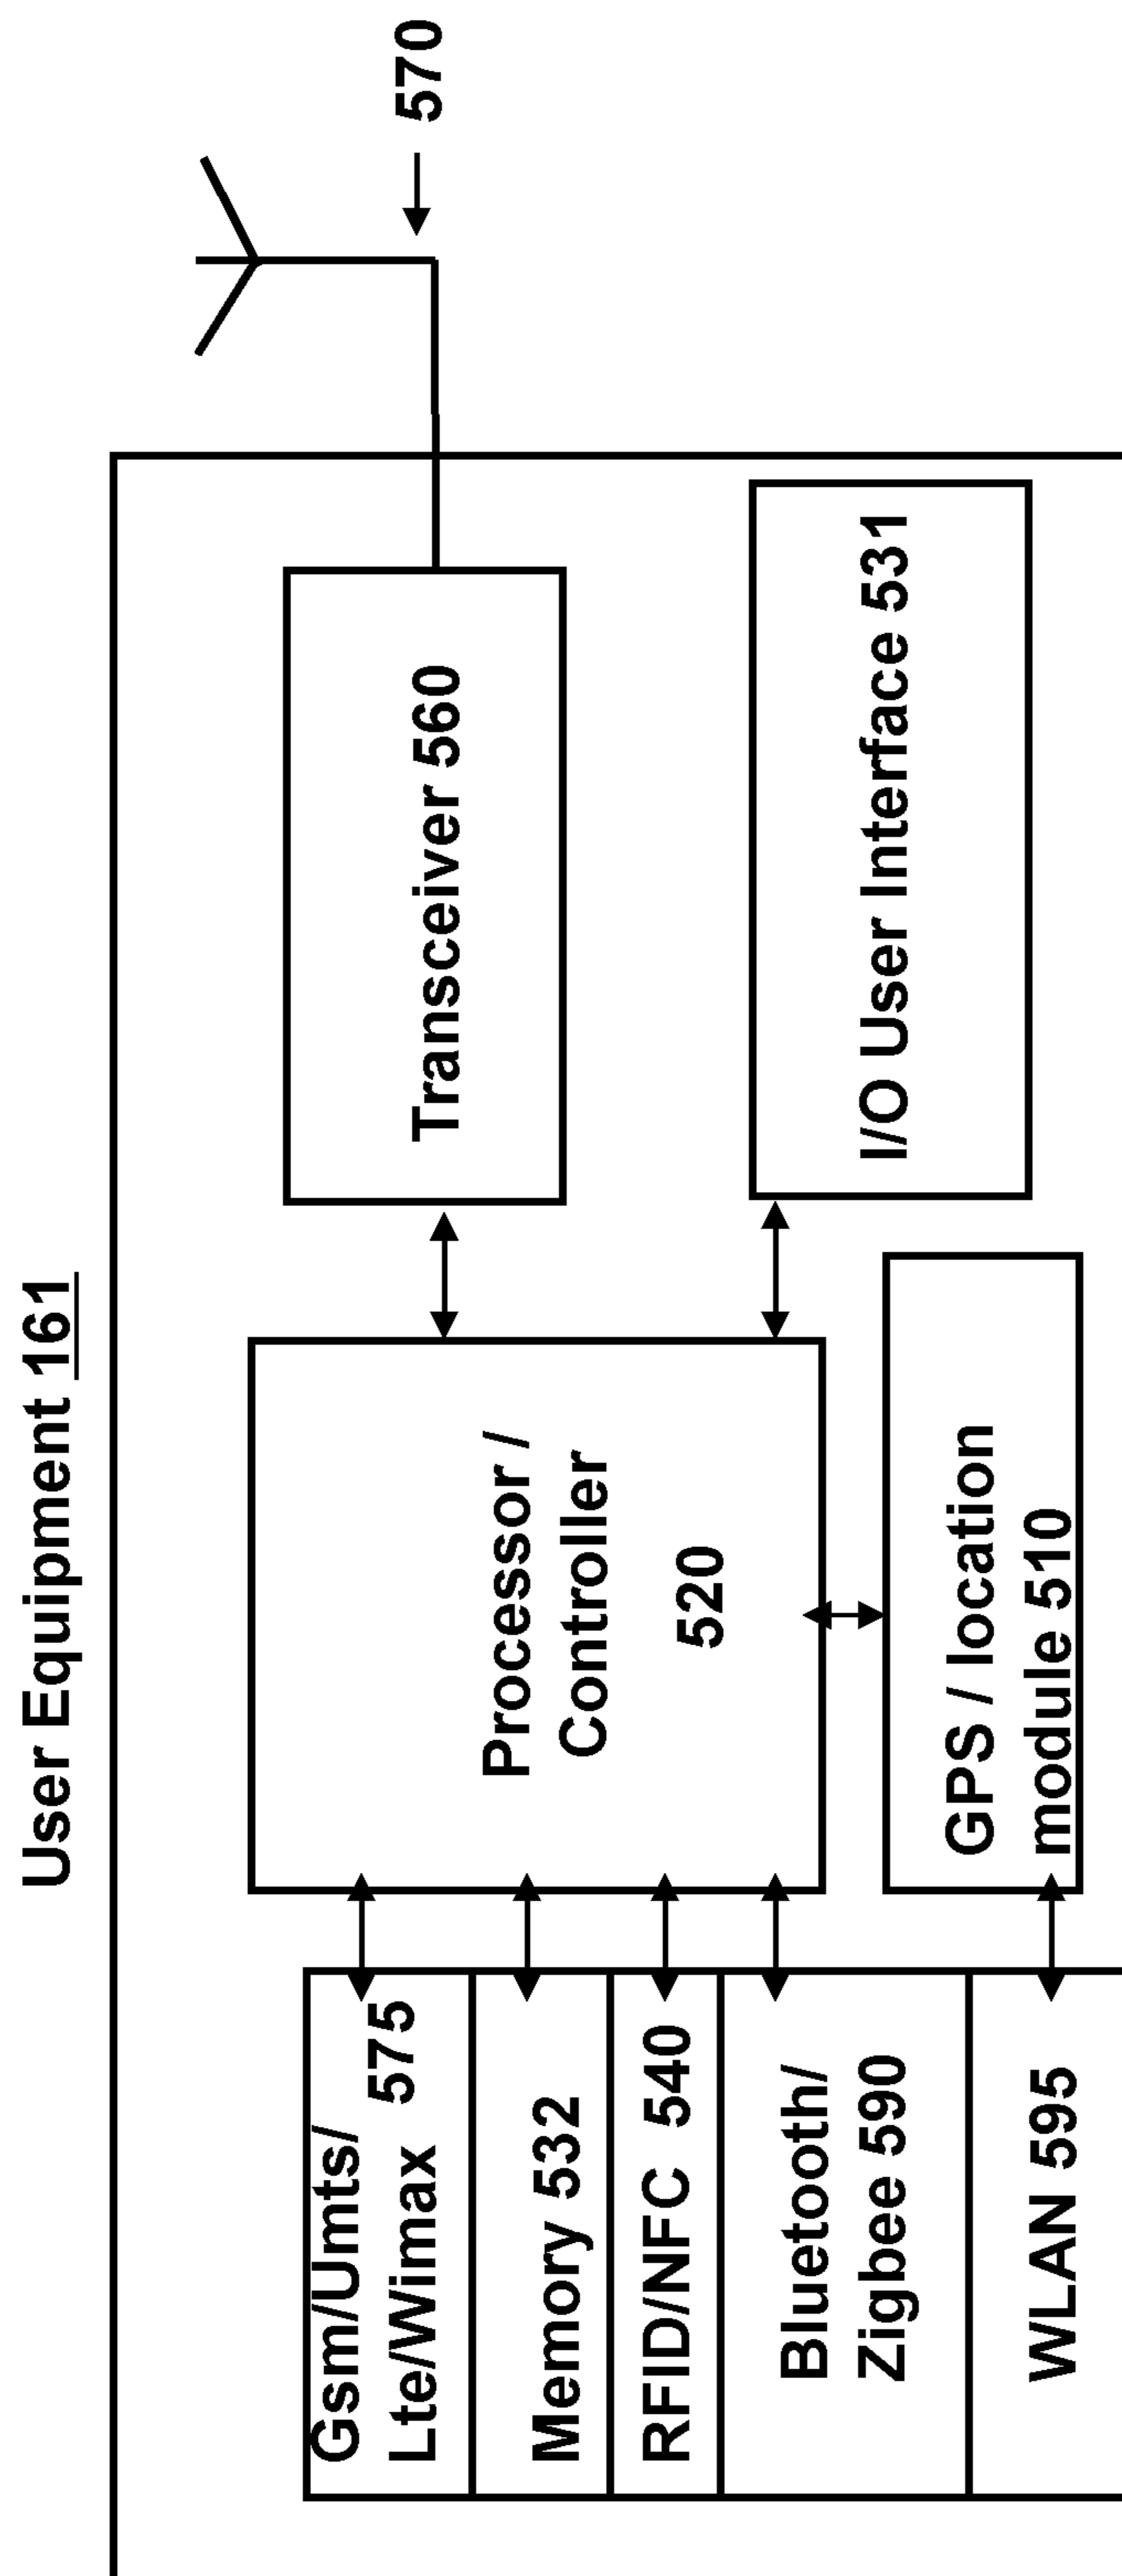 User Equipment 161
570
Gsm/Umts/
Lte/Wimax 575
Memory 532
RFID/NFC 540
Bluetooth/
Zigbee 590
WLAN 595
Processor /
Controller
520
GPS / location
module 510
Transceiver 560
I/O User Interface 531